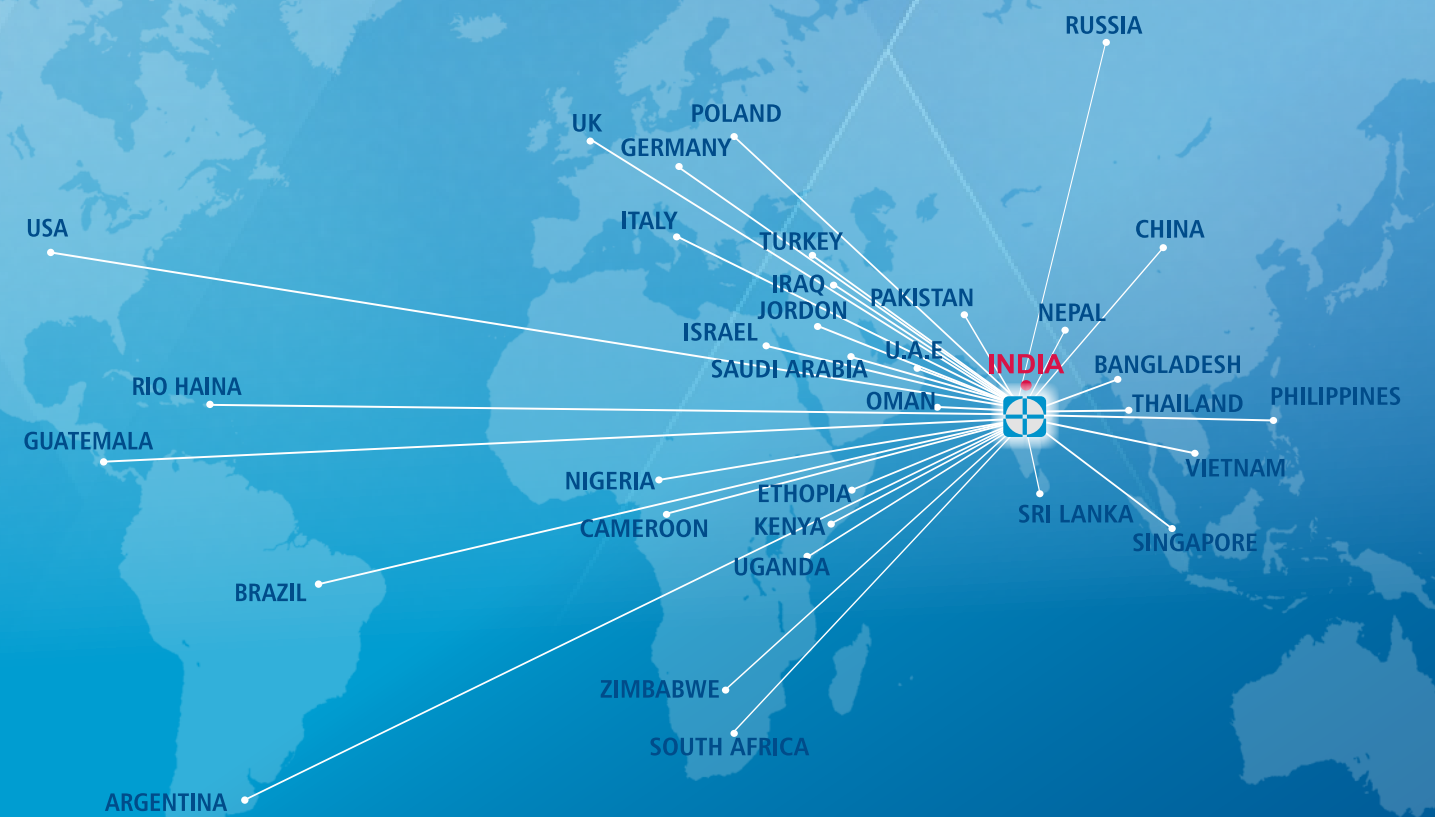 RUSSIA
POLAND
UK
GERMANY
ITALY
USA
CHINA
TURKEY
IRAQ
PAKISTAN
JORDON
NEPAL
ISRAEL
U.A.E
INDIA
BANGLADESH
SAUDI ARABIA
RIO HAINA
OMAN
THAILAND
PHILIPPINES
GUATEMALA
VIETNAM
NIGERIA
ETHOPIA
SRI LANKA
CAMEROON
KENYA
SINGAPORE
UGANDA
BRAZIL
ZIMBABWE
SOUTH AFRICA
ARGENTINA